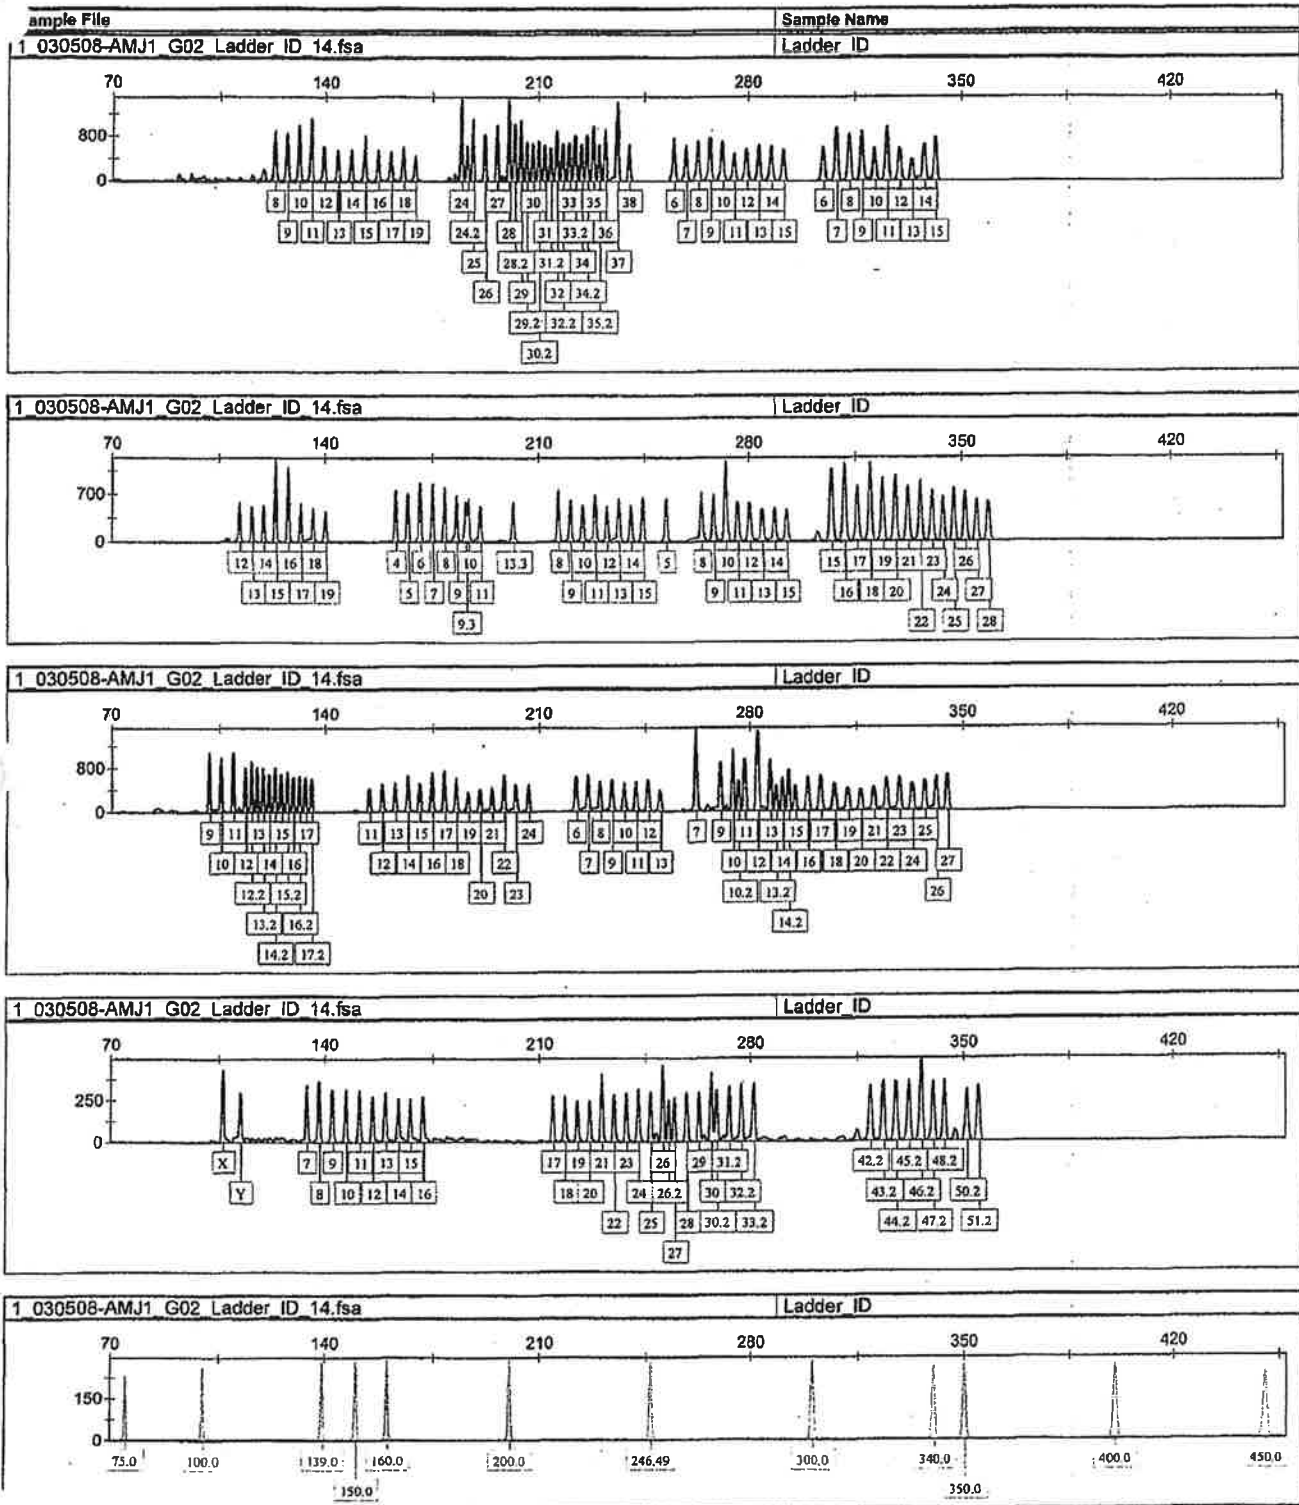 ample File Sample Name
1_030508-AMJ1_G02_Ladder_ID_14.fsa Ladder_ID
70 140 210 280 350 420
800
0
8 10 12 14 16 18 24 27 30 33 35 38 6 8 10 12 14 6 8 10 12 14
9 11 13 15 17 19 24.2 28 31 33.2 36 7 9 11 13 15 7 9 11 13 15
25 28.2 31.2 34 37
26 29 32 34.2
29.2 32.2 35.2
30.2
1_030508-AMJ1_G02_Ladder_ID_14.fsa Ladder_ID
70 140 210 280 350 420
700
0
12 14 16 18 4 6 8 10 13.3 8 10 12 14 5 8 10 12 14 15 17 19 21 23 26
13 15 17 19 5 7 9 11 9 11 13 15 9 11 13 15 16 18 20 24 27
9.3 22 25 28
1_030508-AMJ1_G02_Ladder_ID_14.fsa Ladder_ID
70 140 210 280 350 420
800
0
9 11 13 15 17 11 13 15 17 19 21 24 6 8 10 12 7 9 11 13 15 17 19 21 23 25
10 12 14 16 12 14 16 18 22 7 9 11 13 10 12 14 16 18 20 22 24 27
12.2 15.2 20 23 10.2 13.2 26
13.2 16.2 14.2
14.2 17.2
1_030508-AMJ1_G02_Ladder_ID_14.fsa Ladder_ID
70 140 210 280 350 420
250
0
X 7 9 11 13 15 17 19 21 23 26 29 31.2 42.2 45.2 48.2
Y 8 10 12 14 16 18 20 24 26.2 30 32.2 43.2 46.2 50.2
22 25 28 30.2 33.2 44.2 47.2 51.2
27
1_030508-AMJ1_G02_Ladder_ID_14.fsa Ladder_ID
70 140 210 280 350 420
150
0
75.0 100.0 139.0 160.0 200.0 246.49 300.0 340.0 400.0 450.0
150.0 350.0